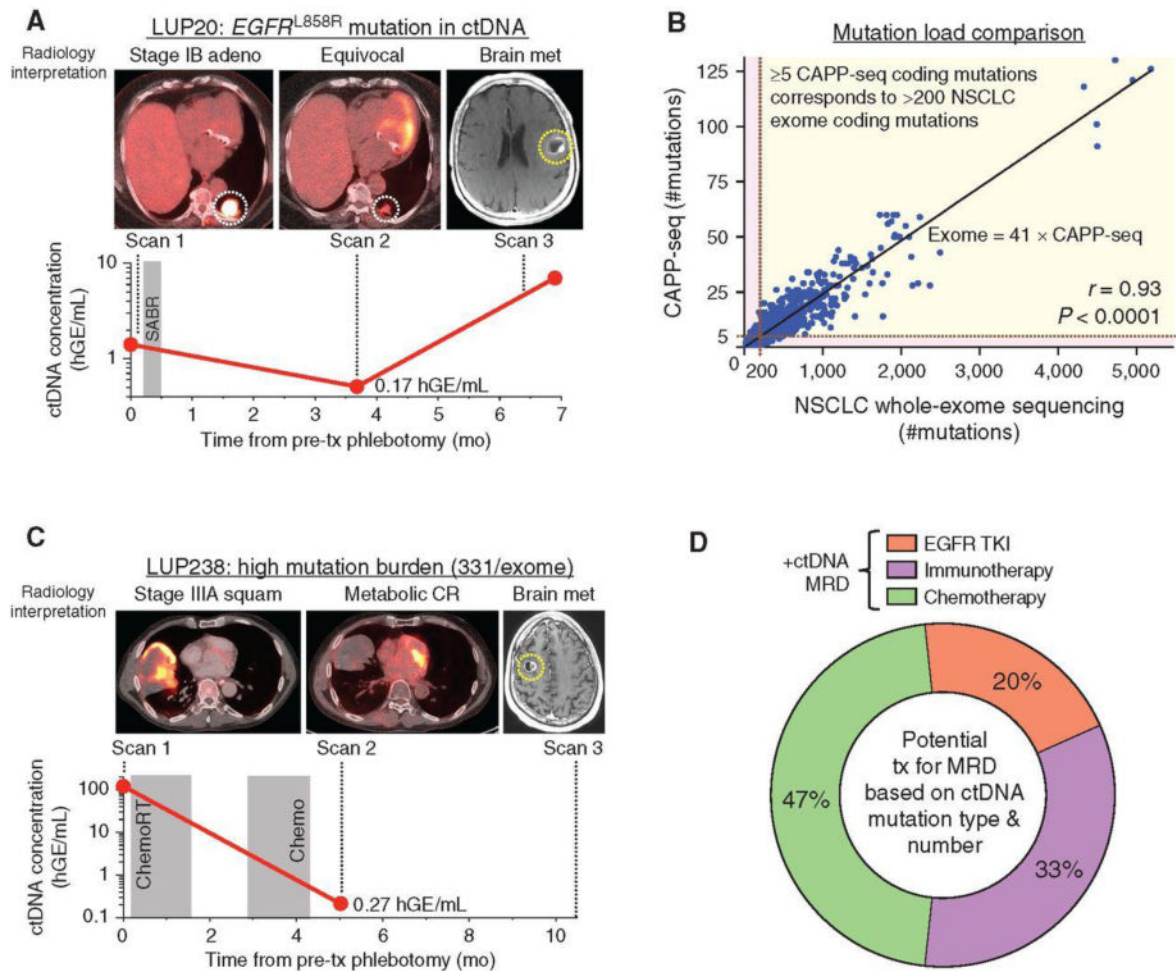 A
LUP20: EGFR^L858R mutation in ctDNA
Radiology
interpretation
Stage IB adeno
Equivocal
Brain met
Scan 1
Scan 2
Scan 3
ctDNA concentration
(hGE/mL)
10
1
SABR
0.17 hGE/mL
0 1 2 3 4 5 6 7
Time from pre-tx phlebotomy (mo)
B
Mutation load comparison
≥5 CAPP-seq coding mutations
corresponds to >200 NSCLC
exome coding mutations
CAPP-seq (#mutations)
125
100
75
50
25
5
Exome = 41 × CAPP-seq
r = 0.93
P < 0.0001
0 200 1,000 2,000 3,000 4,000 5,000
NSCLC whole-exome sequencing
(#mutations)
C
LUP238: high mutation burden (331/exome)
Radiology
interpretation
Stage IIIA squam
Metabolic CR
Brain met
Scan 1
Scan 2
Scan 3
ctDNA concentration
(hGE/mL)
100
10
1
0.1
ChemoRT
Chemo
0.27 hGE/mL
0 2 4 6 8 10
Time from pre-tx phlebotomy (mo)
D
+ctDNA
MRD
EGFR TKI
Immunotherapy
Chemotherapy
20%
47%
33%
Potential
tx for MRD
based on ctDNA
mutation type &
number